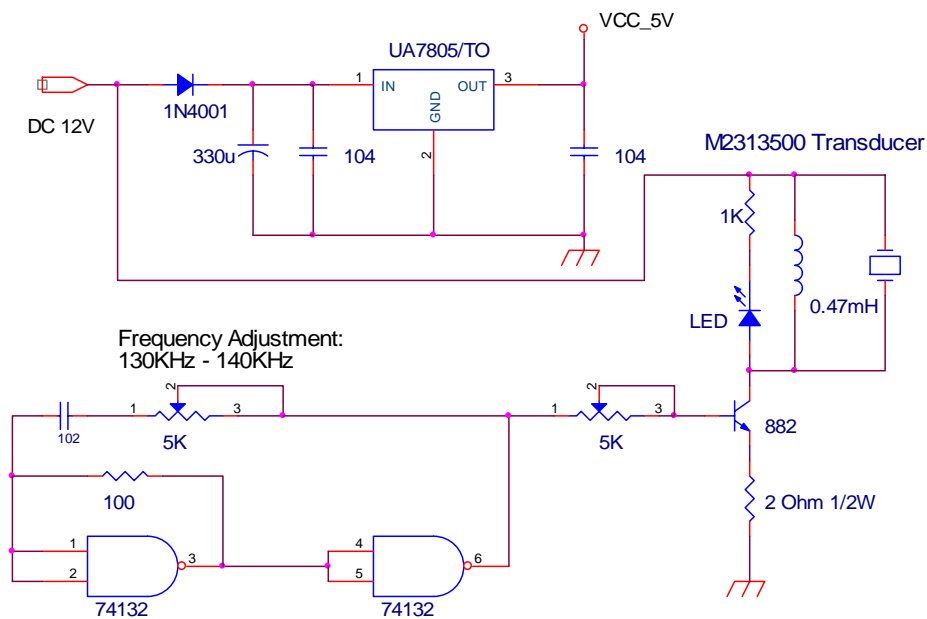 VCC_5V
UA7805/TO
1
IN
OUT
3
GND
2
DC 12V
1N4001
330u
104
104
M2313500 Transducer
1K
LED
0.47mH
Frequency Adjustment:
130KHz - 140KHz
102
1
2
3
5K
1
2
3
5K
882
100
2 Ohm 1/2W
1
2
3
74132
4
5
6
74132